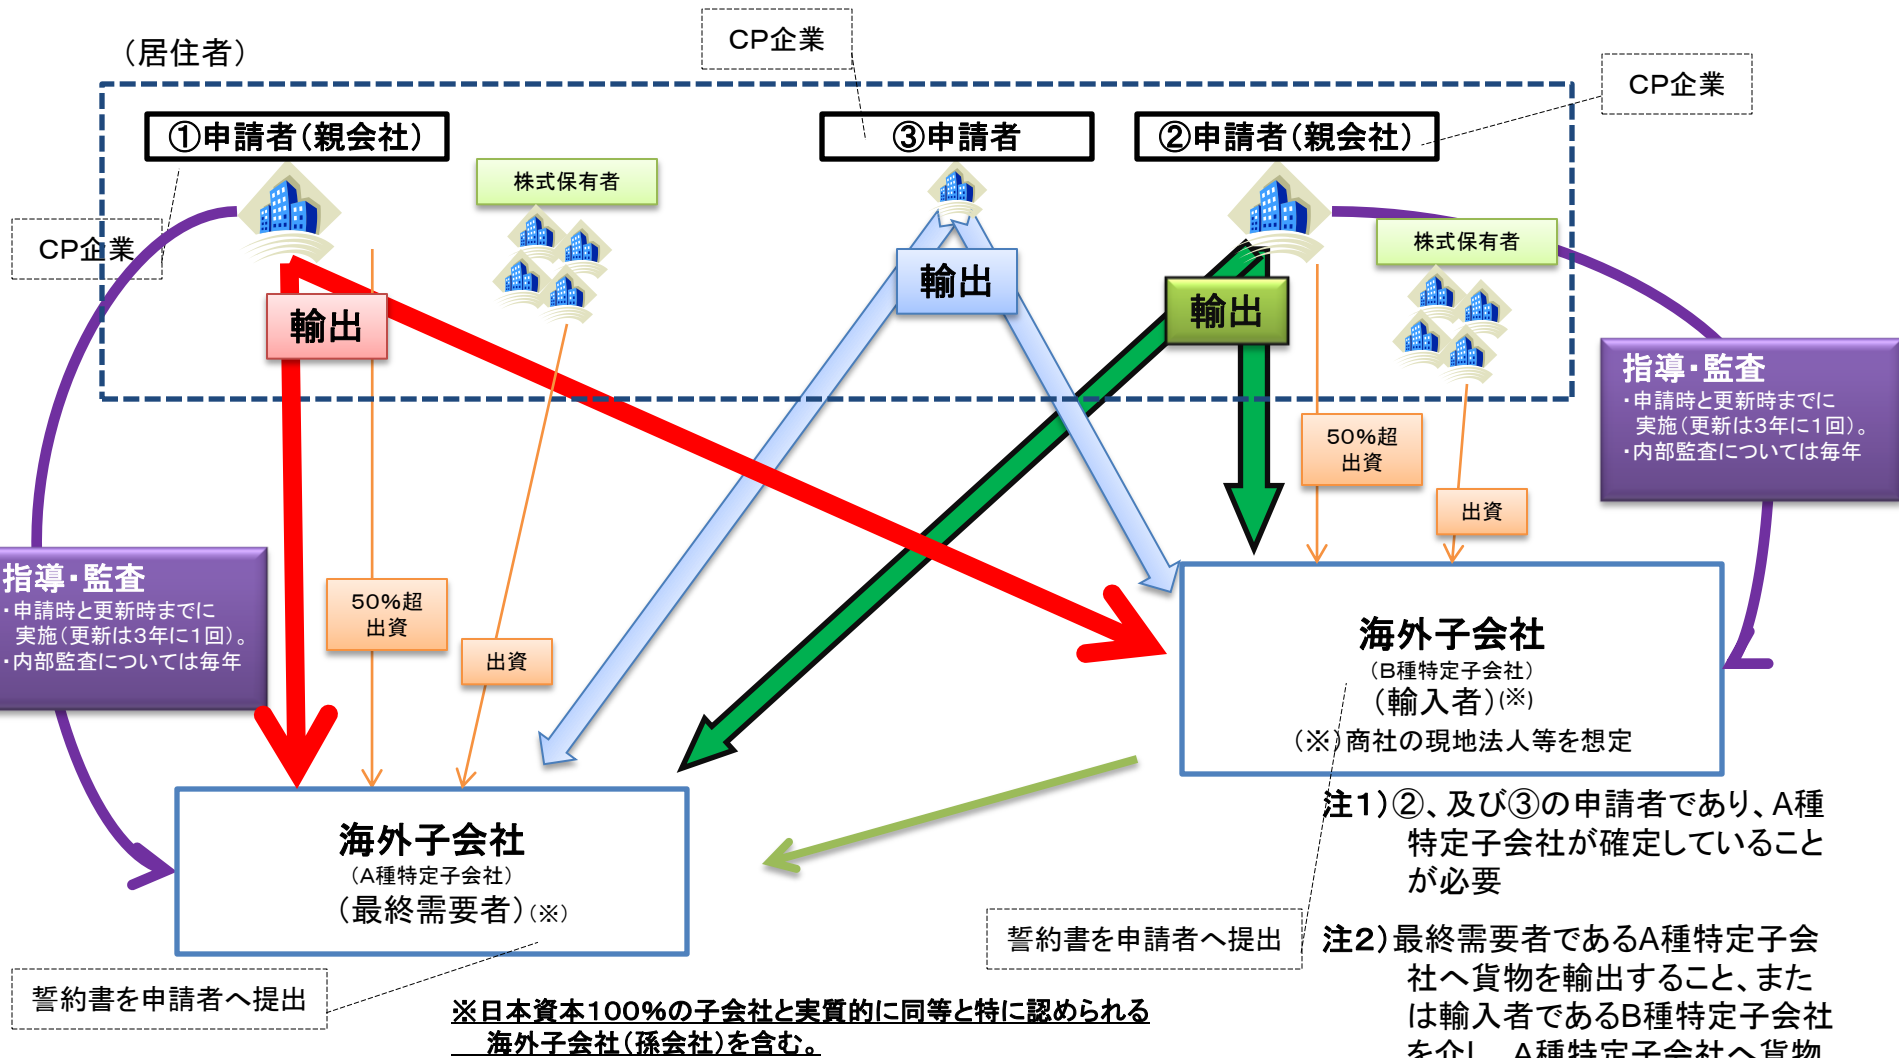 （居住者）
CP企業
CP企業
①申請者（親会社）
③申請者
②申請者（親会社）
株式保有者
CP企業
株式保有者
輸出
輸出
輸出
指導・監査
・申請時と更新時までに
実施（更新は3年に1回）。
・内部監査については毎年
50%超
出資
出資
指導・監査
・申請時と更新時までに
実施（更新は3年に1回）。
・内部監査については毎年
50%超
出資
出資
海外子会社
（B種特定子会社）
（輸入者）(※)
（※）商社の現地法人等を想定
海外子会社
（A種特定子会社）
（最終需要者）（※）
注1）②、及び③の申請者であり、A種
特定子会社が確定していること
が必要
誓約書を申請者へ提出
注2）最終需要者であるA種特定子会
社へ貨物を輸出すること、また
は輸入者であるB種特定子会社
を介し、A種特定子会社へ貨物
誓約書を申請者へ提出
※日本資本100%の子会社と実質的に同等と特に認められる
海外子会社（孫会社）を含む。